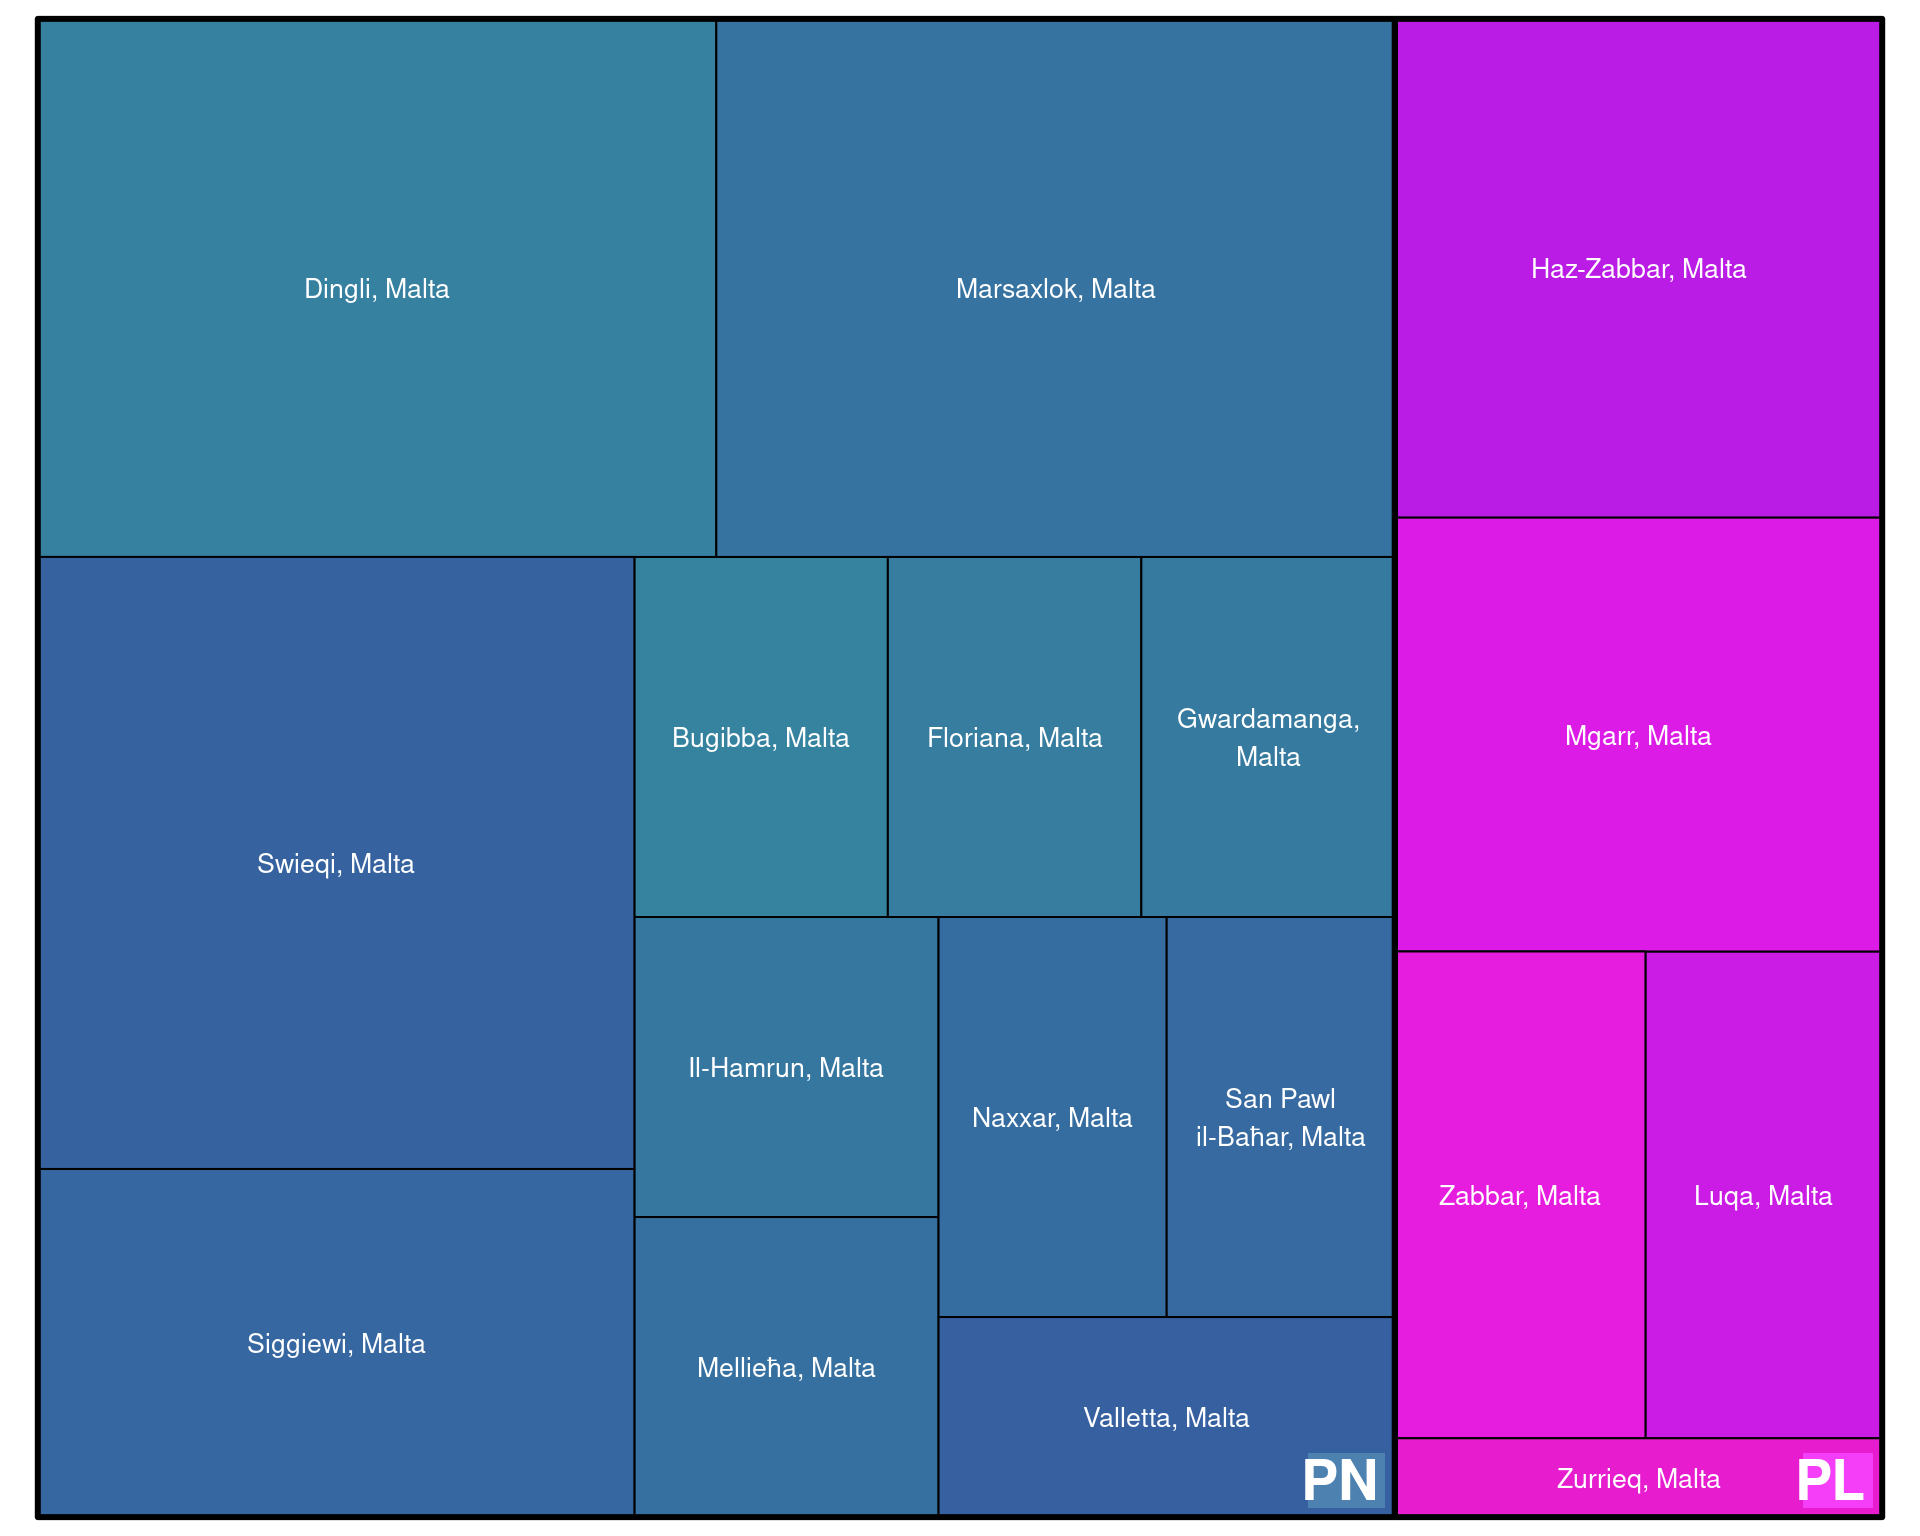 Dingli, Malta
Marsaxlok, Malta
Haz-Zabbar, Malta
Mgarr, Malta
Swieqi, Malta
Bugibba, Malta
Floriana, Malta
Gwardamanga,
Malta
Il-Hamrun, Malta
Naxxar, Malta
San Pawl
il-Baħar, Malta
Zabbar, Malta
Luqa, Malta
Siggiewi, Malta
Mellieħa, Malta
Valletta, Malta
PN
Zurrieq, Malta
PL